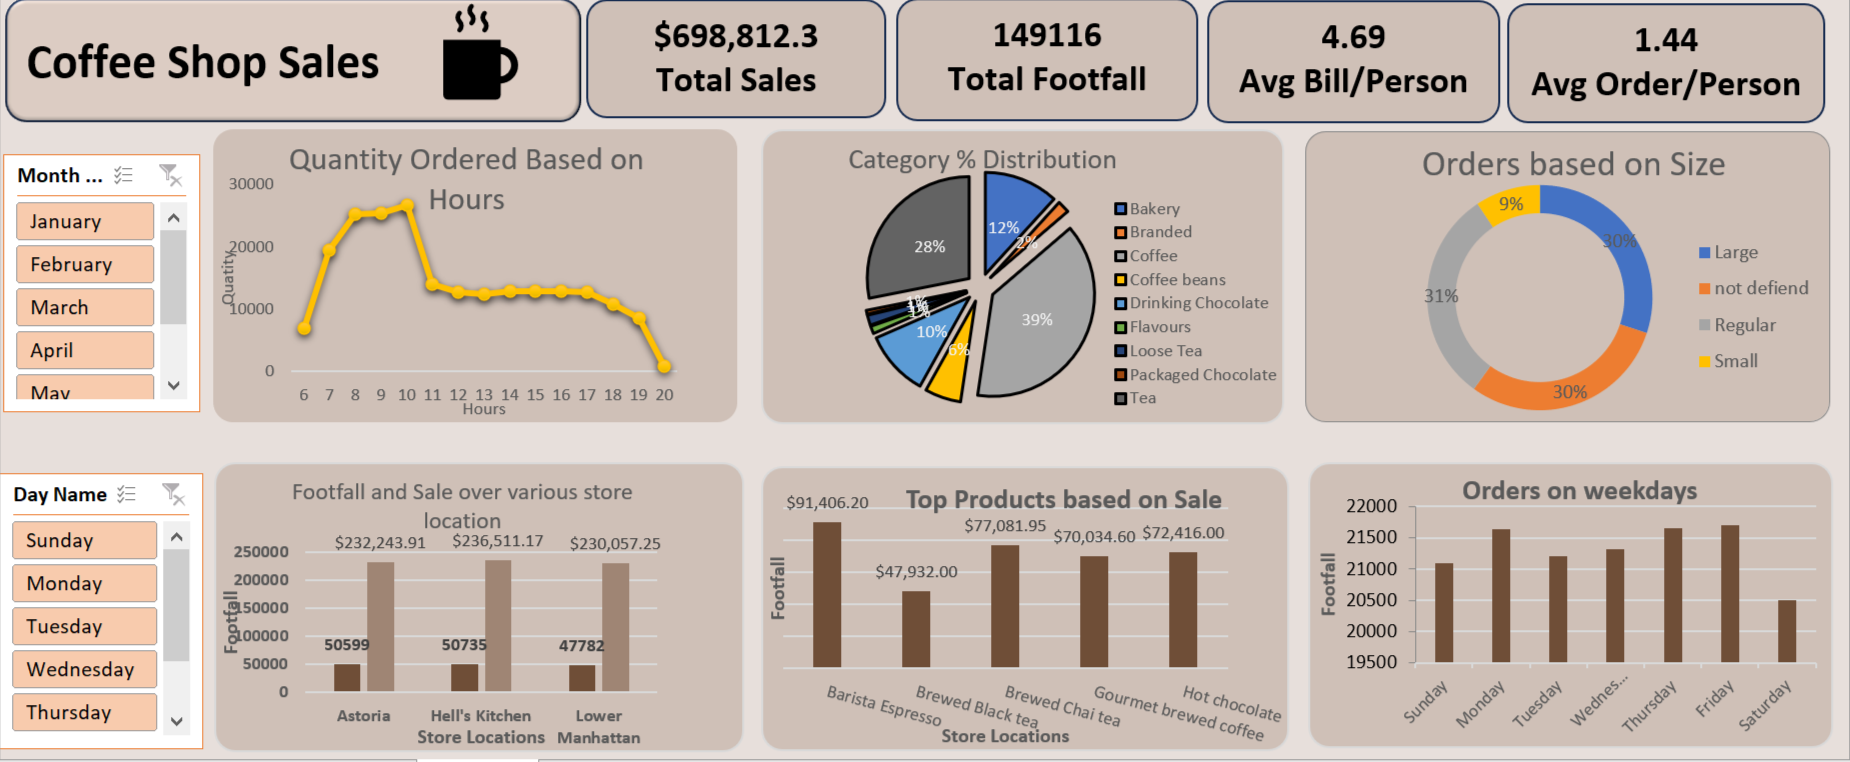 Coffee Shop Sales
$698,812.3
Total Sales
149116
Total Footfall
4.69
Avg Bill/Person
1.44
Avg Order/Person
Month ...
January
February
March
April
May
Quantity Ordered Based on
Hours
30000
20000
10000
0
Quatity
6 7 8 9 10 11 12 13 14 15 16 17 18 19 20
Hours
Category % Distribution
12%
2%
39%
6%
10%
1%
28%
Bakery
Branded
Coffee
Coffee beans
Drinking Chocolate
Flavours
Loose Tea
Packaged Chocolate
Tea
Orders based on Size
9%
30%
31%
30%
Large
not defiend
Regular
Small
Day Name
Sunday
Monday
Tuesday
Wednesday
Thursday
Footfall and Sale over various store
location
$232,243.91 $236,511.17 $230,057.25
250000
200000
150000
100000
50000
0
Footfall
50599 50735 47782
Astoria Hell's Kitchen Lower
Manhattan
Store Locations
Top Products based on Sale
$91,406.20
$47,932.00
$77,081.95
$70,034.60
$72,416.00
Footfall
Barista Espresso
Brewed Black tea
Brewed Chai tea
Gourmet brewed coffee
Hot chocolate
Store Locations
Orders on weekdays
22000
21500
21000
20500
20000
19500
Footfall
Sunday
Monday
Tuesday
Wednes...
Thursday
Friday
Saturday